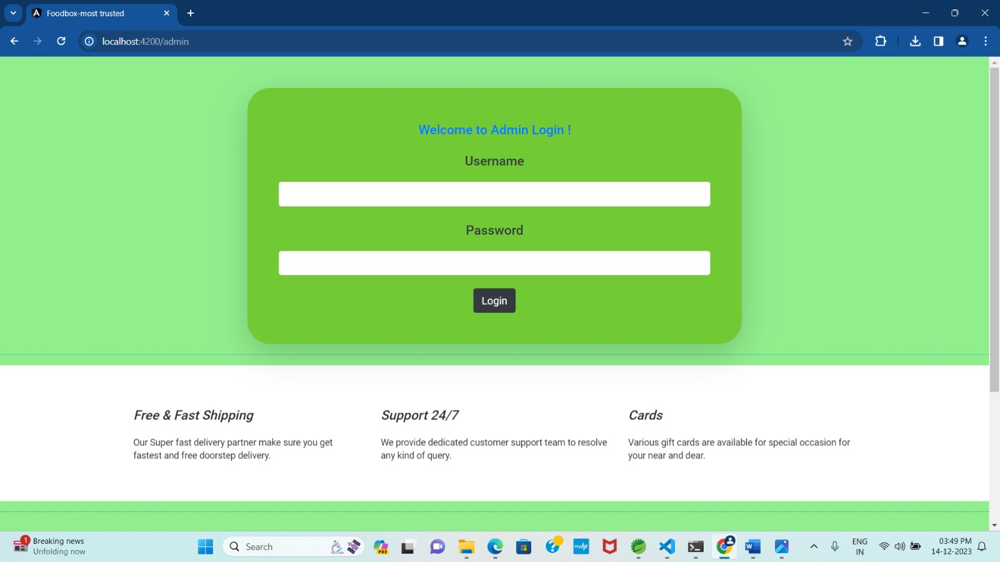 Foodbox-most trusted
localhost:4200/admin
Welcome to Admin Login !
Username
Password
Login
Free & Fast Shipping
Our Super fast delivery partner make sure you get
fastest and free doorstep delivery.
Support 24/7
We provide dedicated customer support team to resolve
any kind of query.
Cards
Various gift cards are available for special occasion for
your near and dear.
1
Breaking news
Unfolding now
Search
PRE
myhp
W
ENG
IN
03:49 PM
14-12-2023